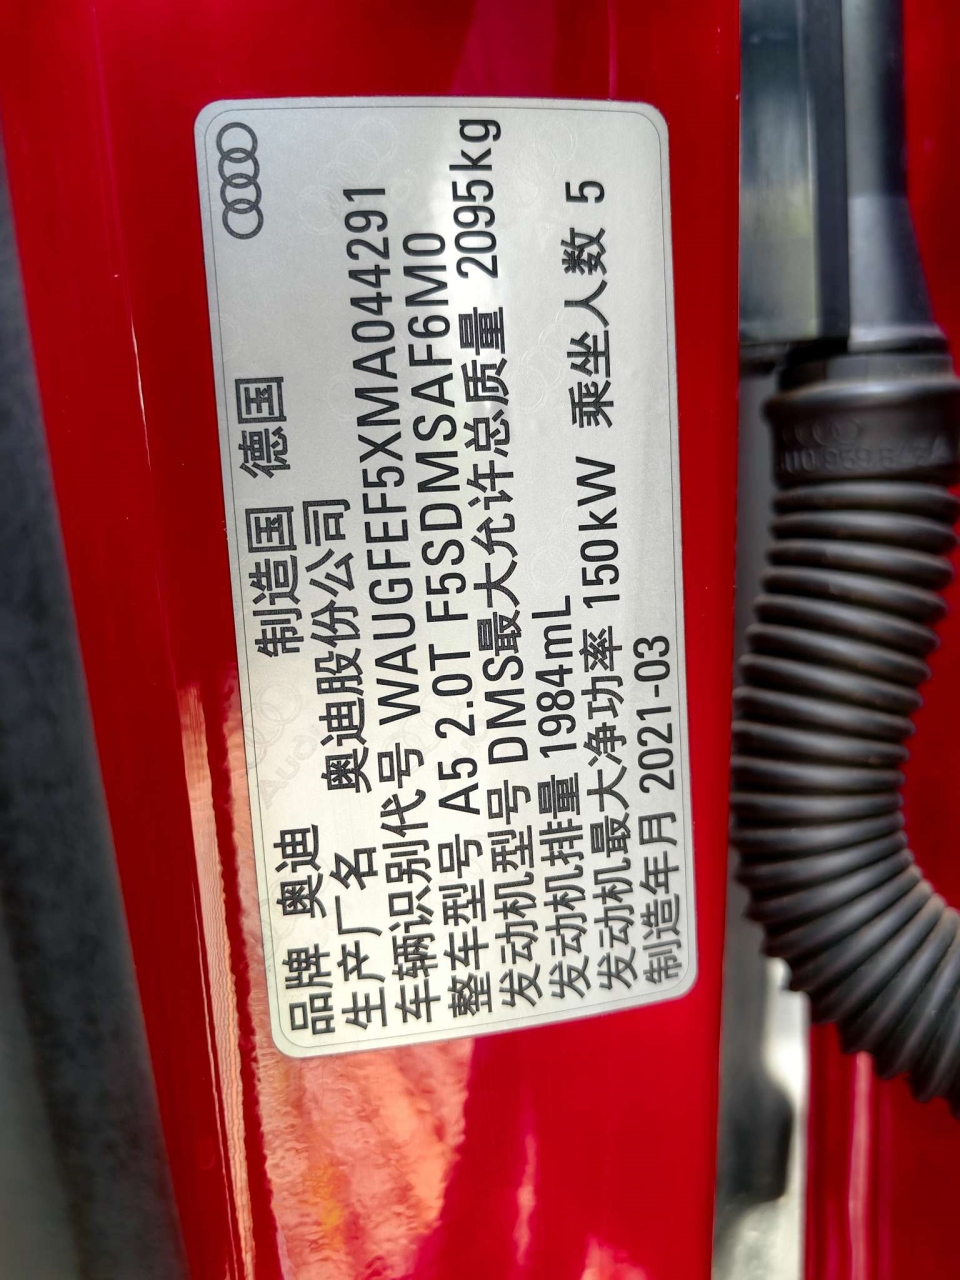 品牌 奥迪 制造国 德国
生产厂名 奥迪股份公司
车辆识别代号 WAUGFEF5XMA044291
整车型号 A5 2.0T F5SDMSAF6M0
发动机型号 DMS最大允许总质量 2095kg
发动机排量 1984mL
发动机最大净功率 150kW 乘坐人数 5
制造年月 2021-03